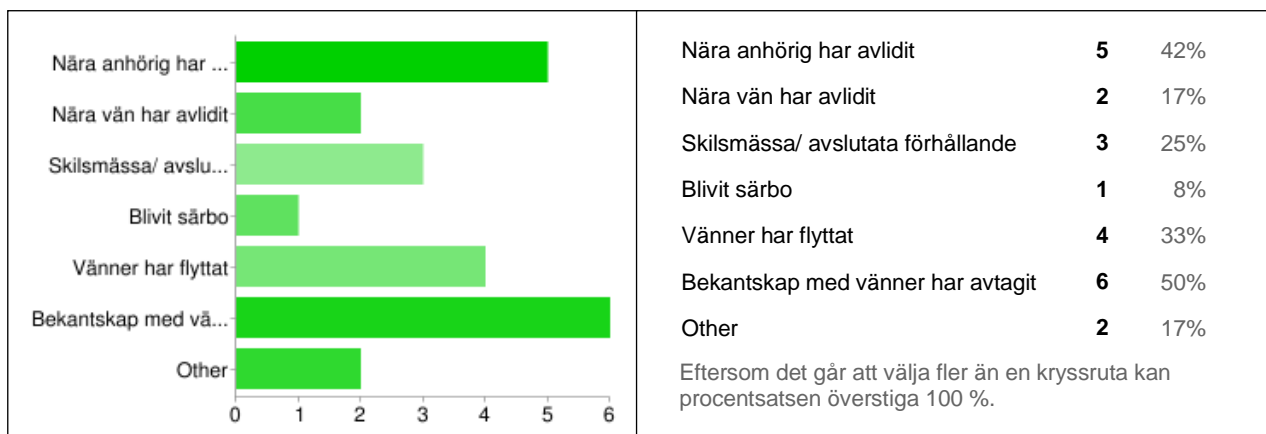 Nära anhörig har ...
Nära vän har avlidit
Skilsmässa/ avslu...
Blivit särbo
Vänner har flyttat
Bekantskap med vä...
Other
0 1 2 3 4 5 6
Nära anhörig har avlidit 5 42%
Nära vän har avlidit 2 17%
Skilsmässa/ avslutata förhållande 3 25%
Blivit särbo 1 8%
Vänner har flyttat 4 33%
Bekantskap med vänner har avtagit 6 50%
Other 2 17%
Eftersom det går att välja fler än en kryssruta kan
procentsatsen överstiga 100 %.